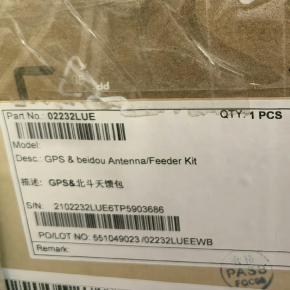 PP
Part No.: 02232LUE QTY: 1 PCS
Model:
Desc.: GPS & beidou Antenna/Feeder Kit
描述: GPS&北斗天馈包
S/N: 2102232LUE6TP5903686
PO/LOT NO: 551049023 /02232LUEEWB
Remark:
PASS